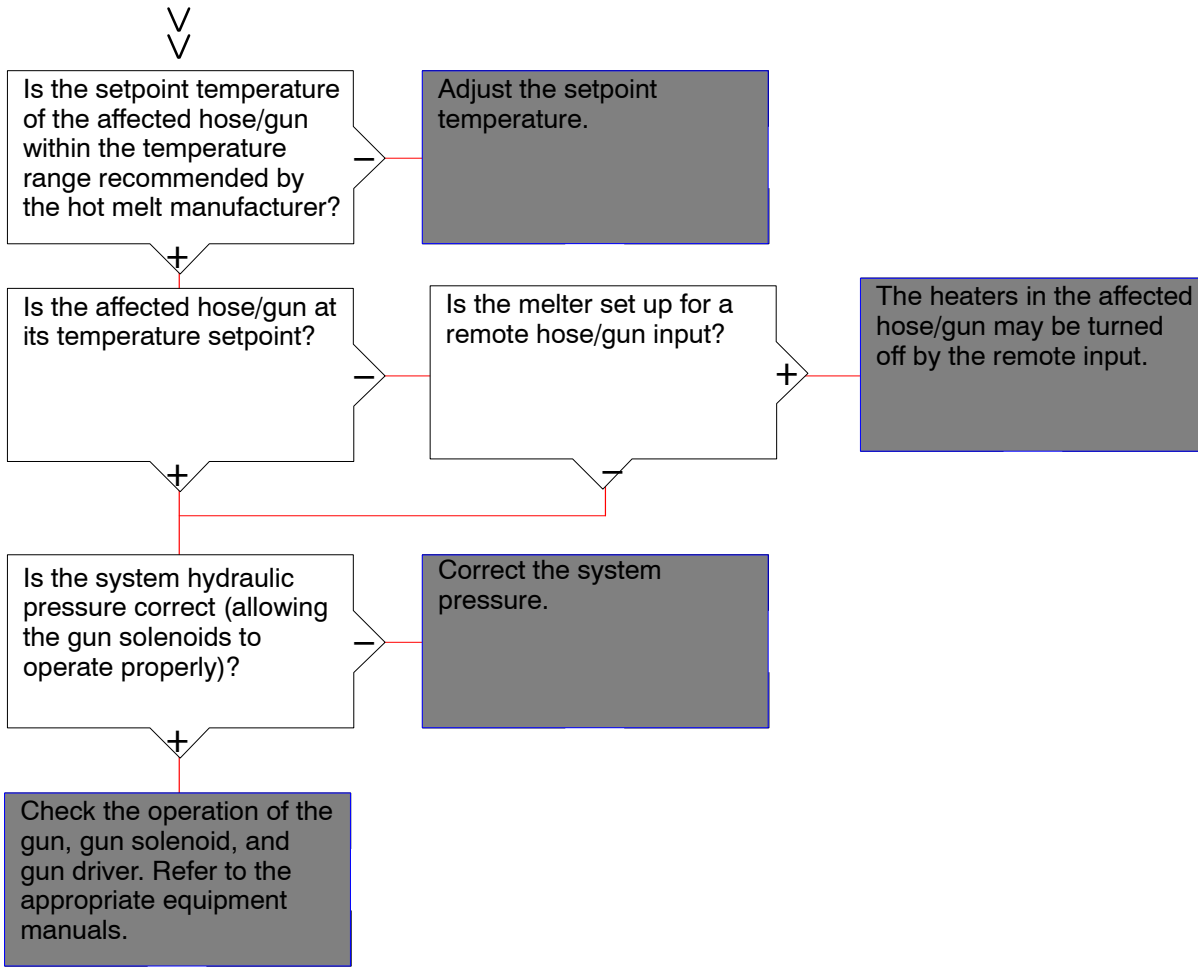 Is the setpoint temperature
of the affected hose/gun
within the temperature
range recommended by
the hot melt manufacturer?
−
+
Adjust the setpoint
temperature.
Is the affected hose/gun at
its temperature setpoint?
−
+
Is the melter set up for a
remote hose/gun input?
+
−
The heaters in the affected
hose/gun may be turned
off by the remote input.
Is the system hydraulic
pressure correct (allowing
the gun solenoids to
operate properly)?
−
+
Correct the system
pressure.
Check the operation of the
gun, gun solenoid, and
gun driver. Refer to the
appropriate equipment
manuals.